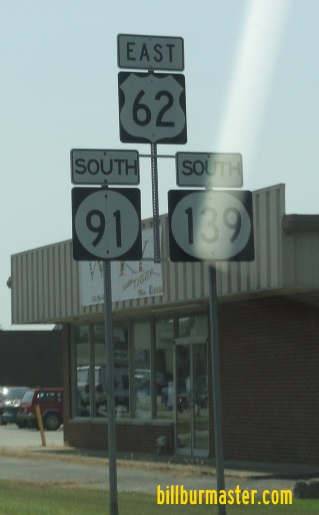 EAST
62
SOUTH
SOUTH
91
139
billburmaster.com